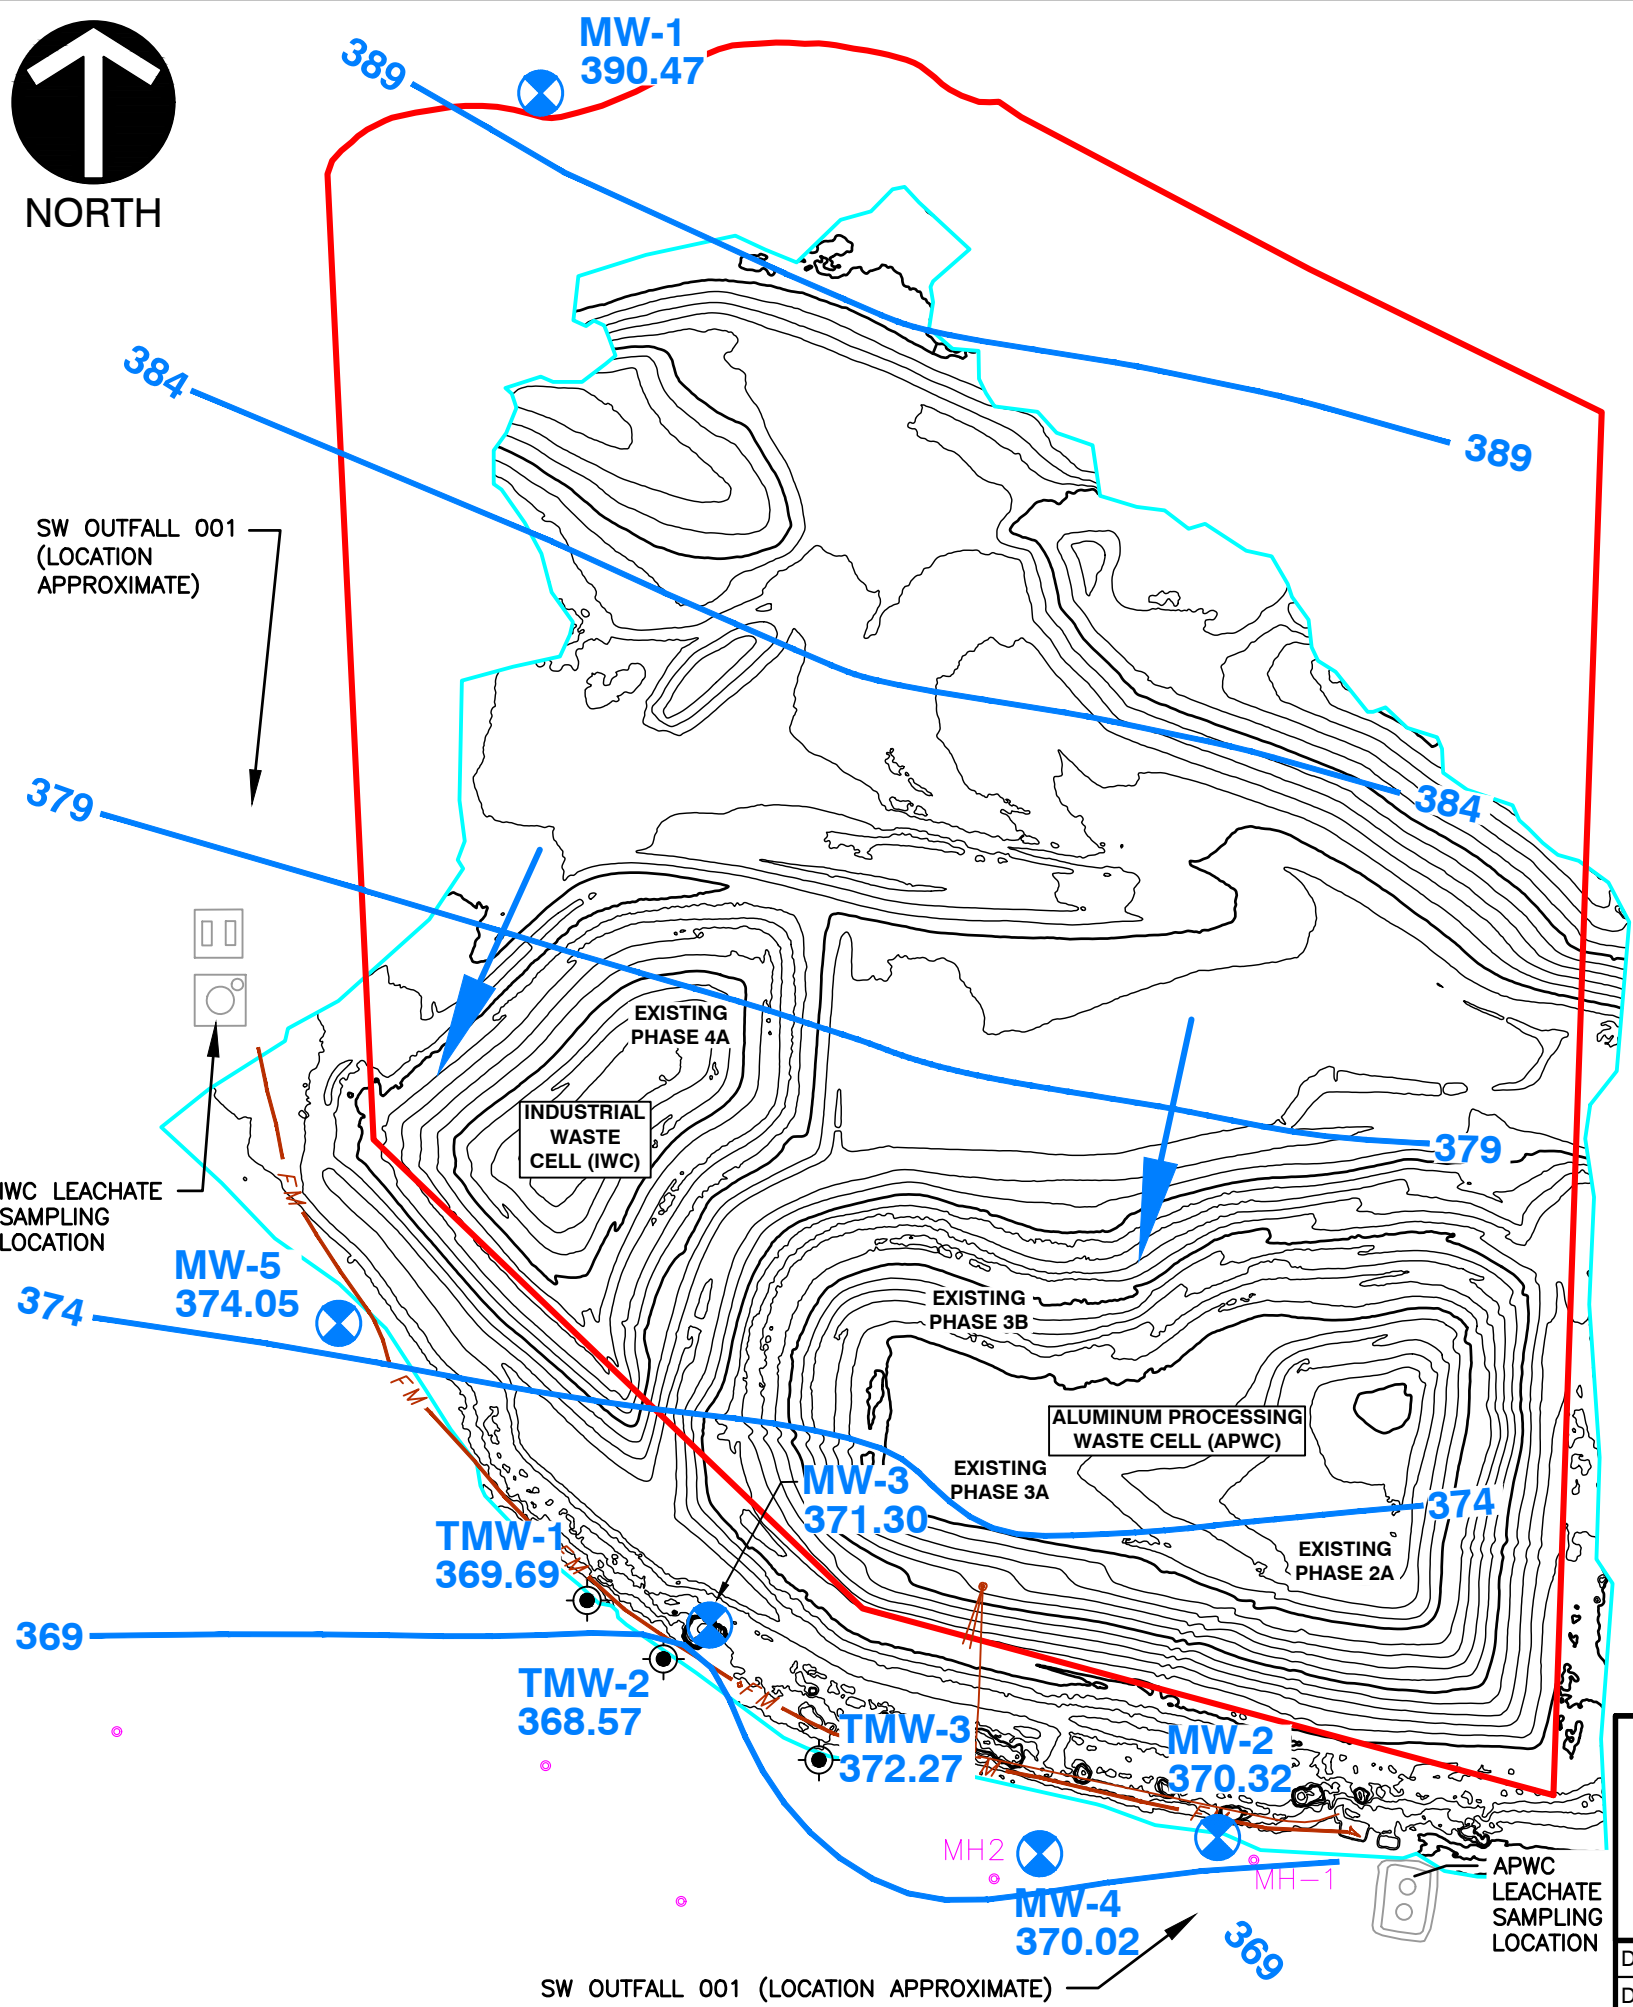 MW-1
390.47
389
NORTH
384
389
SW OUTFALL 001
(LOCATION
APPROXIMATE)
379
384
EXISTING
PHASE 4A
INDUSTRIAL
WASTE
CELL (IWC)
379
FM
IWC LEACHATE
SAMPLING
LOCATION
MW-5
374.05
374
EXISTING
PHASE 3B
FM
ALUMINUM PROCESSING
WASTE CELL (APWC)
EXISTING
PHASE 3A
MW-3
371.30
374
TMW-1
369.69
FM
EXISTING
PHASE 2A
369
TMW-2
368.57
FM
TMW-3
372.27
MW-2
370.32
M
F
MH2
MH-1
MW-4
370.02
369
APWC
LEACHATE
SAMPLING
LOCATION
SW OUTFALL 001 (LOCATION APPROXIMATE)
D
D